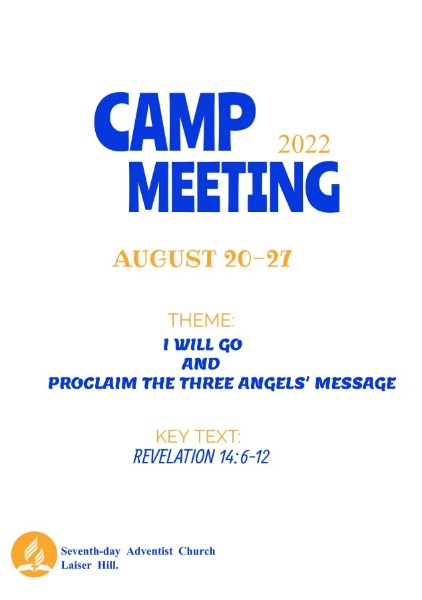 CAMP
2022
MEETING
AUGUST 20-27
THEME:
I WILL GO
AND
PROCLAIM THE THREE ANGELS' MESSAGE
KEY TEXT:
REVELATION 14:6-12
Seventh-day Adventist Church
Laiser Hill.